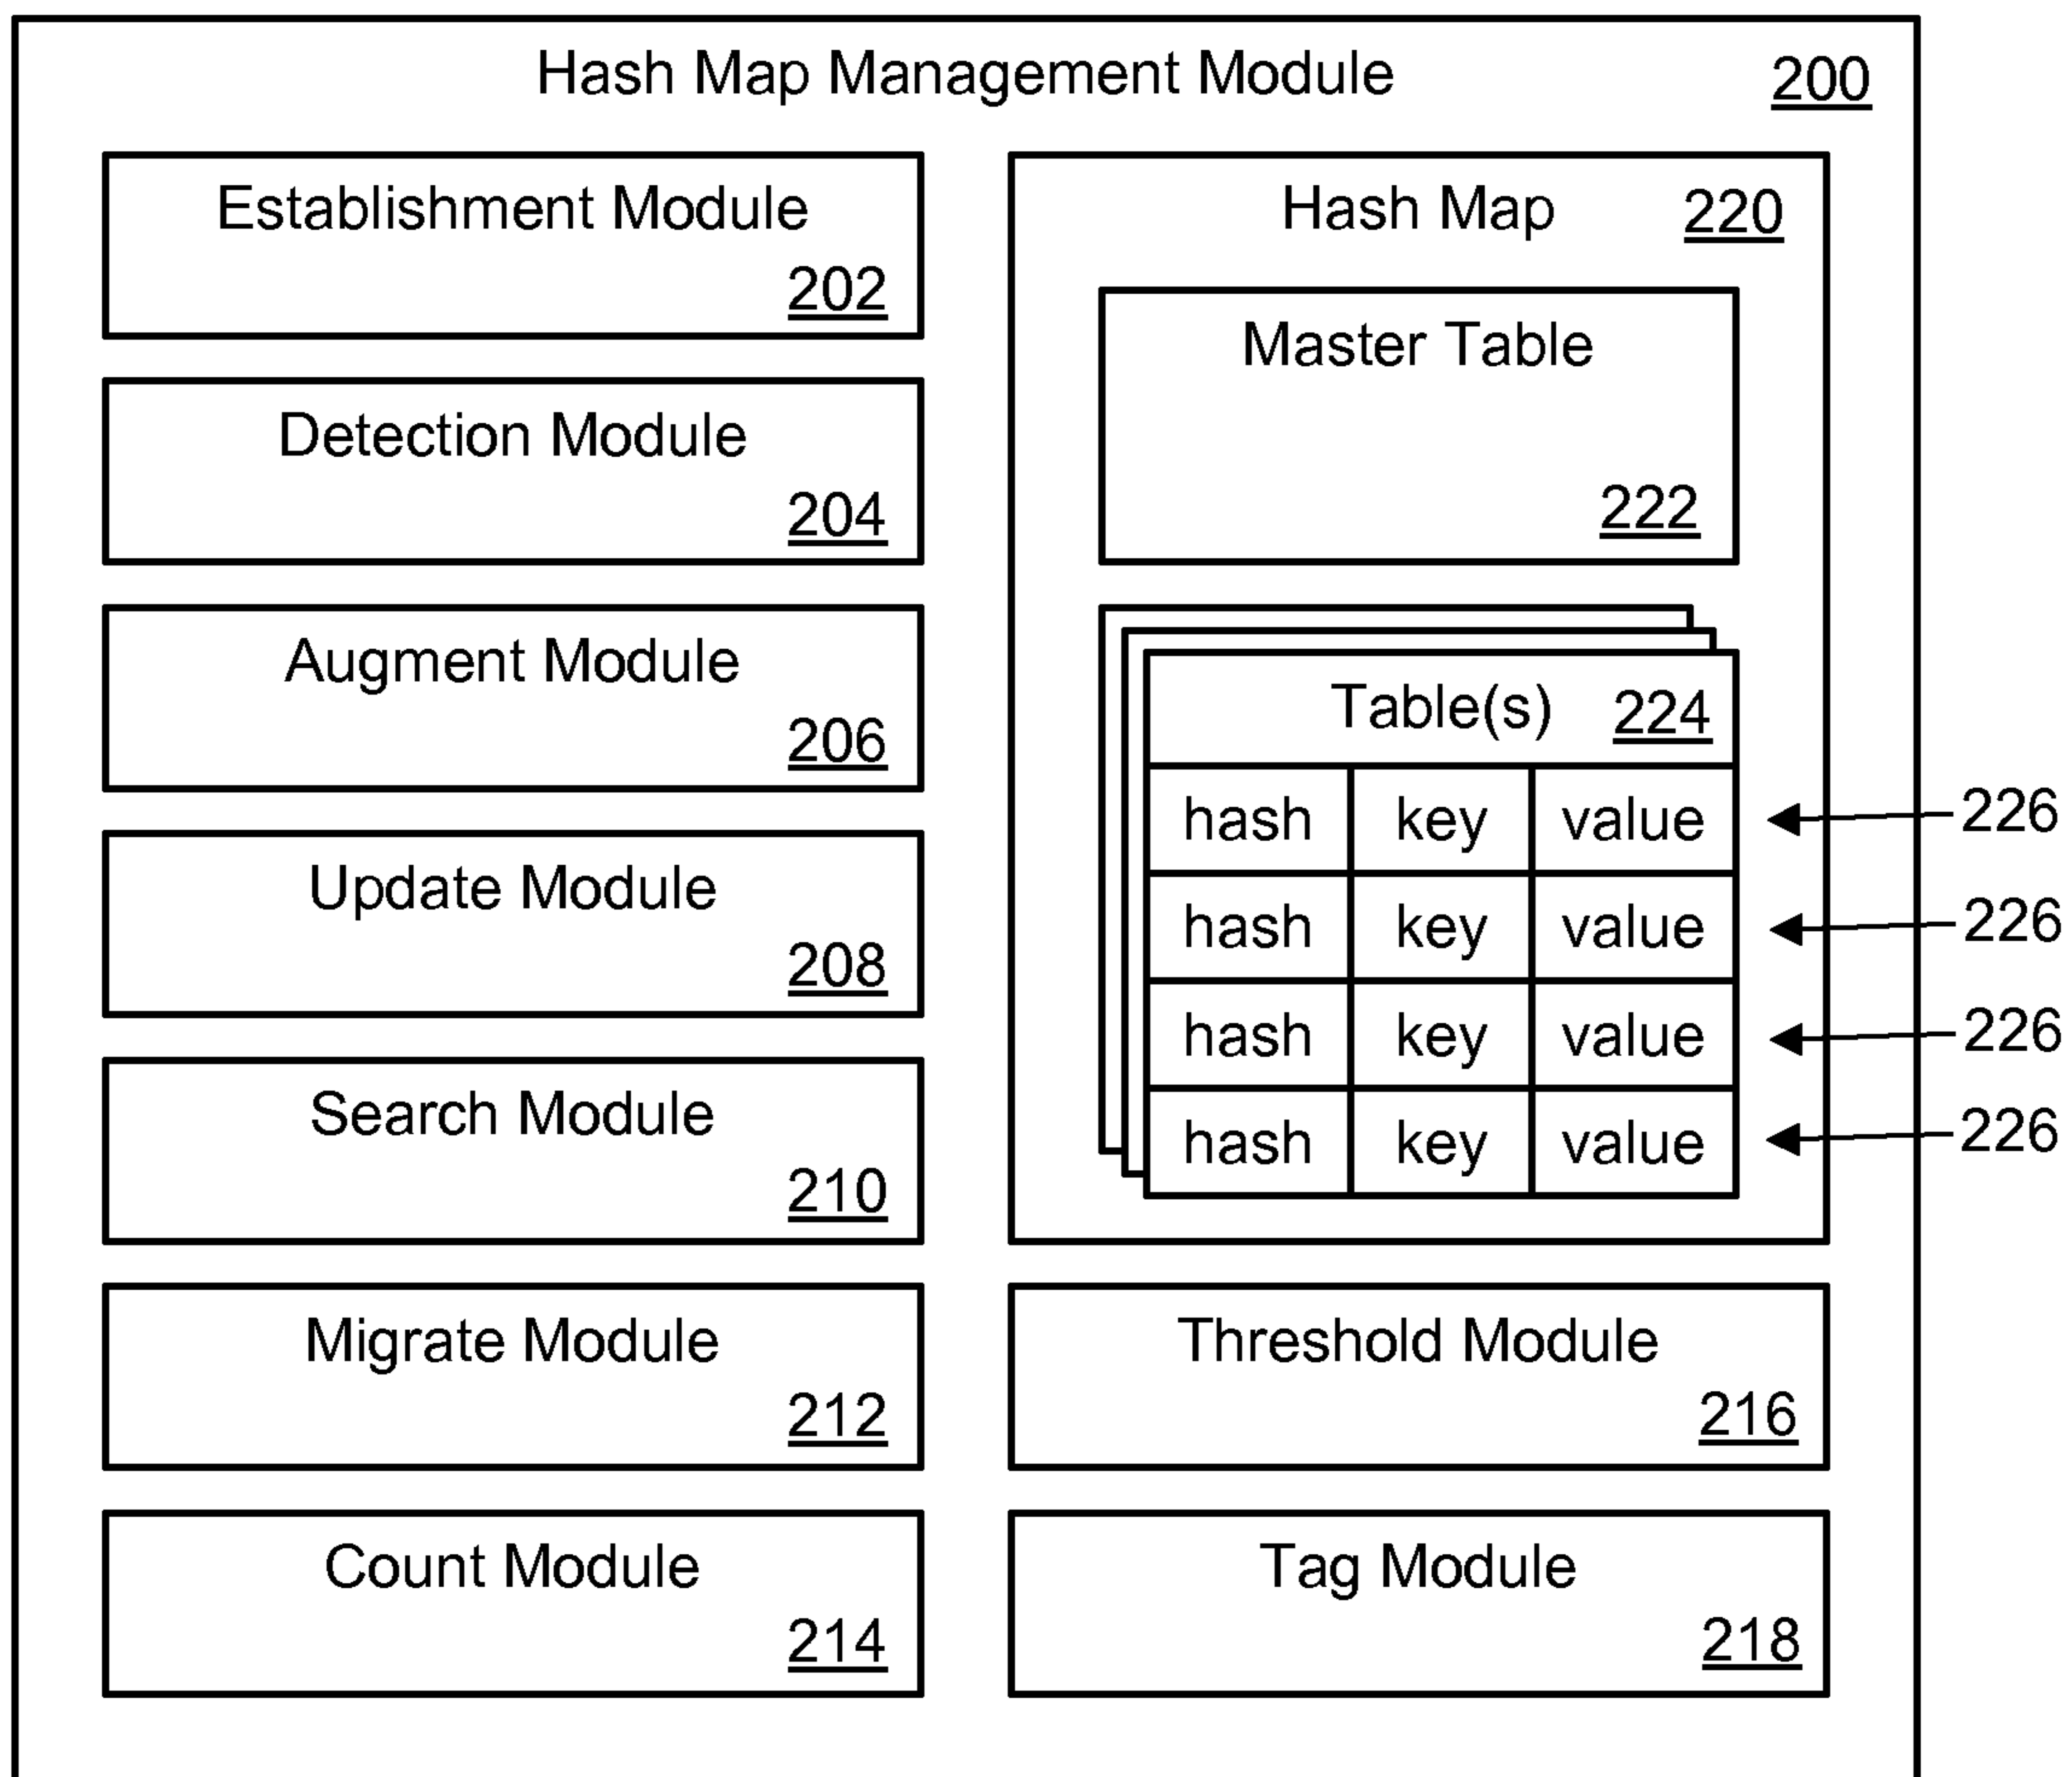 Hash Map Management Module 200
Establishment Module
202
Detection Module
204
Augment Module
206
Update Module
208
Search Module
210
Migrate Module
212
Count Module
214
Hash Map 220
Master Table
222
Table(s) 224
hash key value 226
hash key value 226
hash key value 226
hash key value 226
Threshold Module
216
Tag Module
218